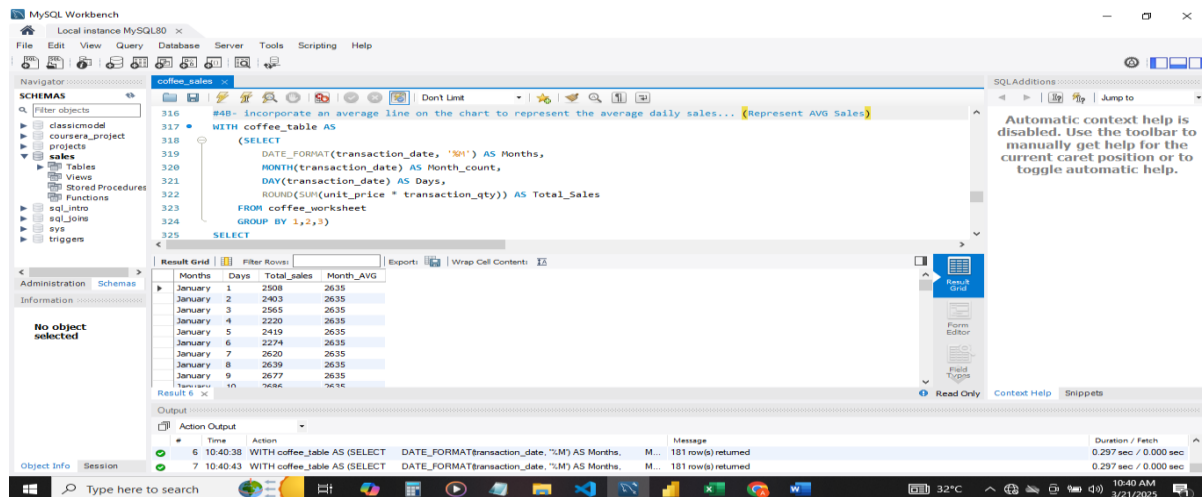 MySQL Workbench
Local instance MySQL80 ×
File Edit View Query Database Server Tools Scripting Help
Navigator
SCHEMAS
Filter objects
classicmodel
coursera_project
projects
sales
Tables
Views
Stored Procedures
Functions
sql_intro
sql_joins
sys
triggers
Administration Schemas
Information
No object
selected
Object Info Session
coffee_sales ×
Don't Limit
316 #4B- incorporate an average line on the chart to represent the average daily sales... (Represent AVG Sales)
317 WITH coffee_table AS
318 (SELECT
319 DATE_FORMAT(transaction_date, '%M') AS Months,
320 MONTH(transaction_date) AS Month_count,
321 DAY(transaction_date) AS Days,
322 ROUND(SUM(unit_price * transaction_qty)) AS Total_Sales
323 FROM coffee_worksheet
324 GROUP BY 1,2,3)
325 SELECT
Result Grid Filter Rows: Export: Wrap Cell Content:
Months Days Total_sales Month_AVG
January 1 2508 2635
January 2 2403 2635
January 3 2565 2635
January 4 2220 2635
January 5 2419 2635
January 6 2274 2635
January 7 2620 2635
January 8 2639 2635
January 9 2677 2635
January 10 2686 2635
Result
Grid
Form
Editor
Field
Types
Result 6 ×
Read Only
SQLAdditions
Jump to
Automatic context help is
disabled. Use the toolbar to
manually get help for the
current caret position or to
toggle automatic help.
Context Help Snippets
Output
Action Output
# Time Action Message Duration / Fetch
6 10:40:38 WITH coffee_table AS (SELECT DATE_FORMAT(transaction_date, '%M') AS Months, M... 181 row(s) returned 0.297 sec / 0.000 sec
7 10:40:43 WITH coffee_table AS (SELECT DATE_FORMAT(transaction_date, '%M') AS Months, M... 181 row(s) returned 0.297 sec / 0.000 sec
Type here to search
32°C
10:40 AM
3/21/2025